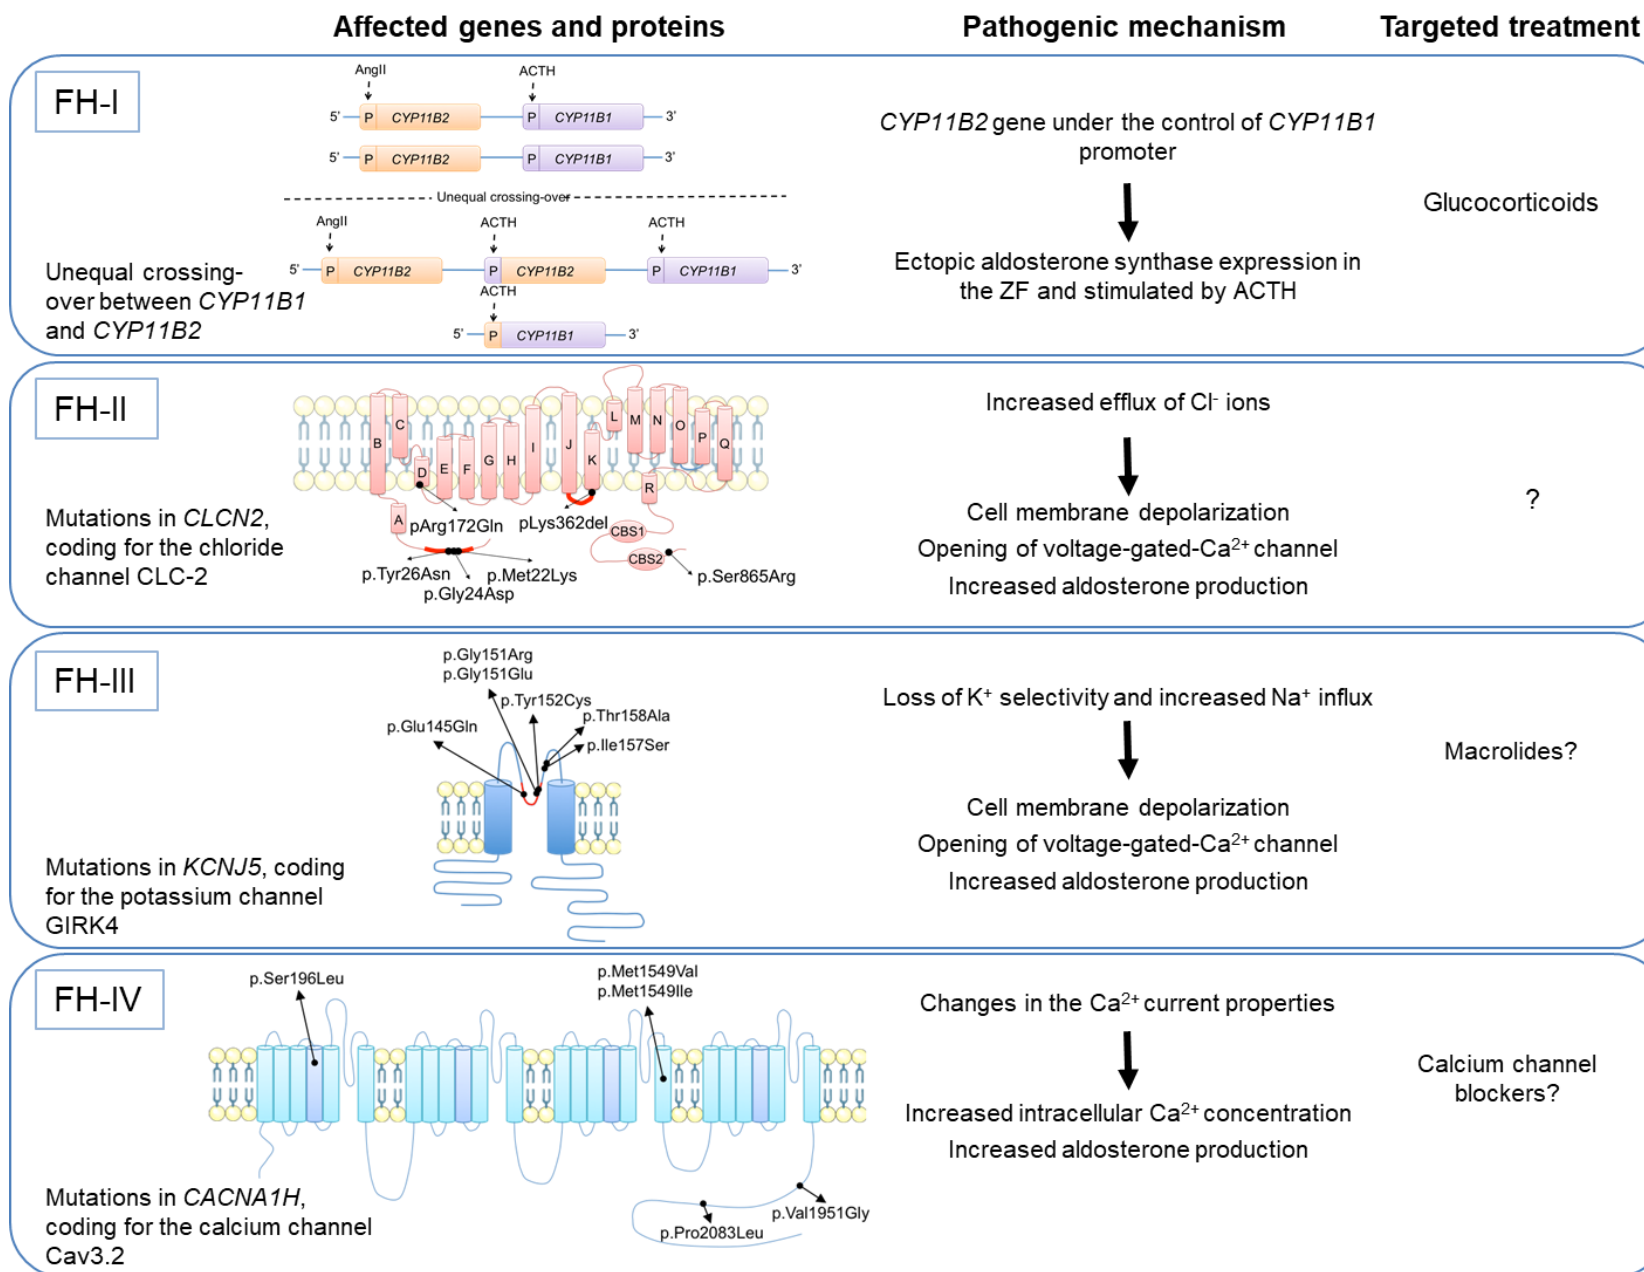 Affected genes and proteins
Pathogenic mechanism
Targeted treatment
FH-I
AngII
ACTH
5' P CYP11B2 P CYP11B1 3'
5' P CYP11B2 P CYP11B1 3'
Unequal crossing-over
AngII
ACTH
ACTH
5' P CYP11B2 P CYP11B2 P CYP11B1 3'
ACTH
5' P CYP11B1 3'
Unequal crossing-
over between CYP11B1
and CYP11B2
CYP11B2 gene under the control of CYP11B1
promoter
Ectopic aldosterone synthase expression in
the ZF and stimulated by ACTH
Glucocorticoids
FH-II
B
C
D
E
F
G
H
I
J
K
L
M
N
O
P
Q
R
A
pArg172Gln
pLys362del
CBS1
CBS2
p.Tyr26Asn
p.Met22Lys
p.Gly24Asp
p.Ser865Arg
Mutations in CLCN2,
coding for the chloride
channel CLC-2
Increased efflux of Cl- ions
Cell membrane depolarization
Opening of voltage-gated-Ca2+ channel
Increased aldosterone production
?
FH-III
p.Gly151Arg
p.Gly151Glu
p.Tyr152Cys
p.Thr158Ala
p.Glu145Gln
p.Ile157Ser
Mutations in KCNJ5, coding
for the potassium channel
GIRK4
Loss of K+ selectivity and increased Na+ influx
Cell membrane depolarization
Opening of voltage-gated-Ca2+ channel
Increased aldosterone production
Macrolides?
FH-IV
p.Ser196Leu
p.Met1549Val
p.Met1549Ile
p.Val1951Gly
p.Pro2083Leu
Mutations in CACNA1H,
coding for the calcium channel
Cav3.2
Changes in the Ca2+ current properties
Increased intracellular Ca2+ concentration
Increased aldosterone production
Calcium channel
blockers?